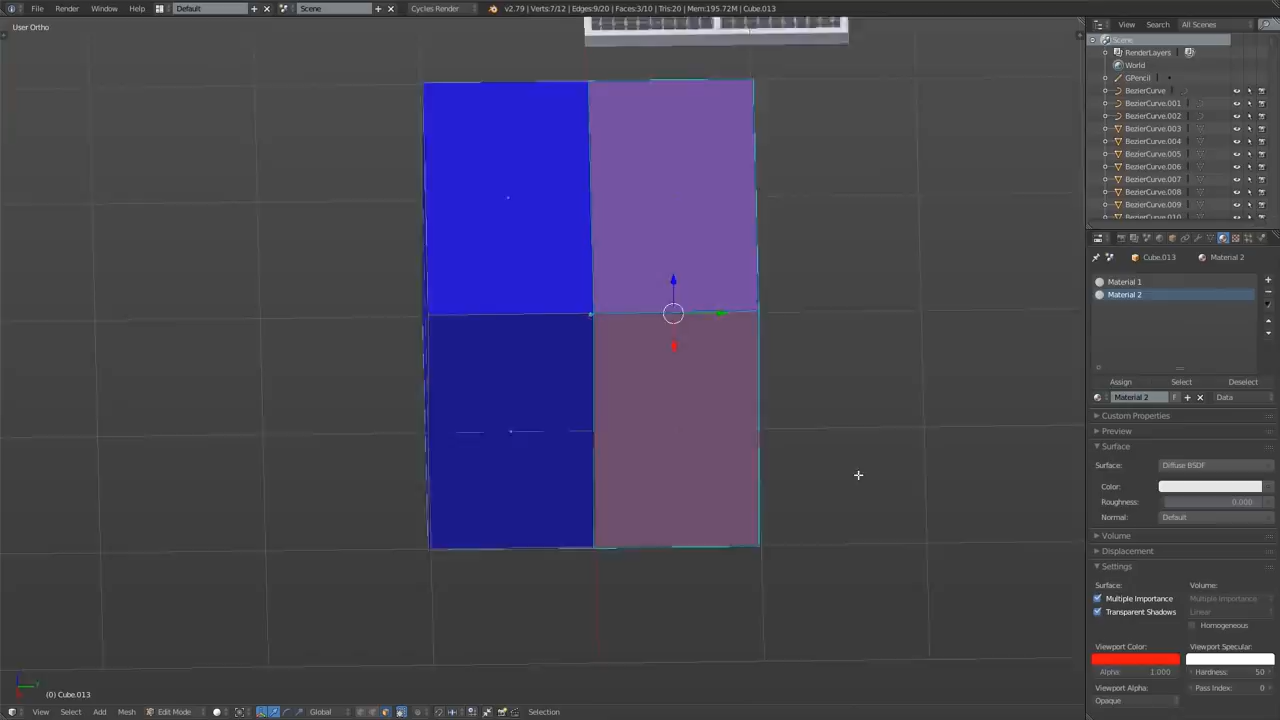 File Render Window Help Default Scene Cycles Render v2.79 | Verts:7/12 | Edges:9/20 | Faces:3/10 | Tris:20 | Mem:195.72M | Cube.013
User Ortho
View Search All Scenes
Scene
RenderLayers
World
GPencil
BezierCurve
BezierCurve.001
BezierCurve.002
BezierCurve.003
BezierCurve.004
BezierCurve.005
BezierCurve.006
BezierCurve.007
BezierCurve.008
BezierCurve.009
BezierCurve.010
Cube.013 Material 2
Material 1
Material 2
Assign Select Deselect
Material 2 F Data
Custom Properties
Preview
Surface
Surface: Diffuse BSDF
Color:
Roughness: 0.000
Normal: Default
Volume
Displacement
Settings
Surface: Volume:
Multiple Importance Multiple Importance
Transparent Shadows Linear
Homogeneous
Viewport Color: Viewport Specular:
Alpha: 1.000 Hardness: 50
Viewport Alpha: Pass Index: 0
Opaque
(0) Cube.013
View Select Add Mesh Edit Mode Global Selection